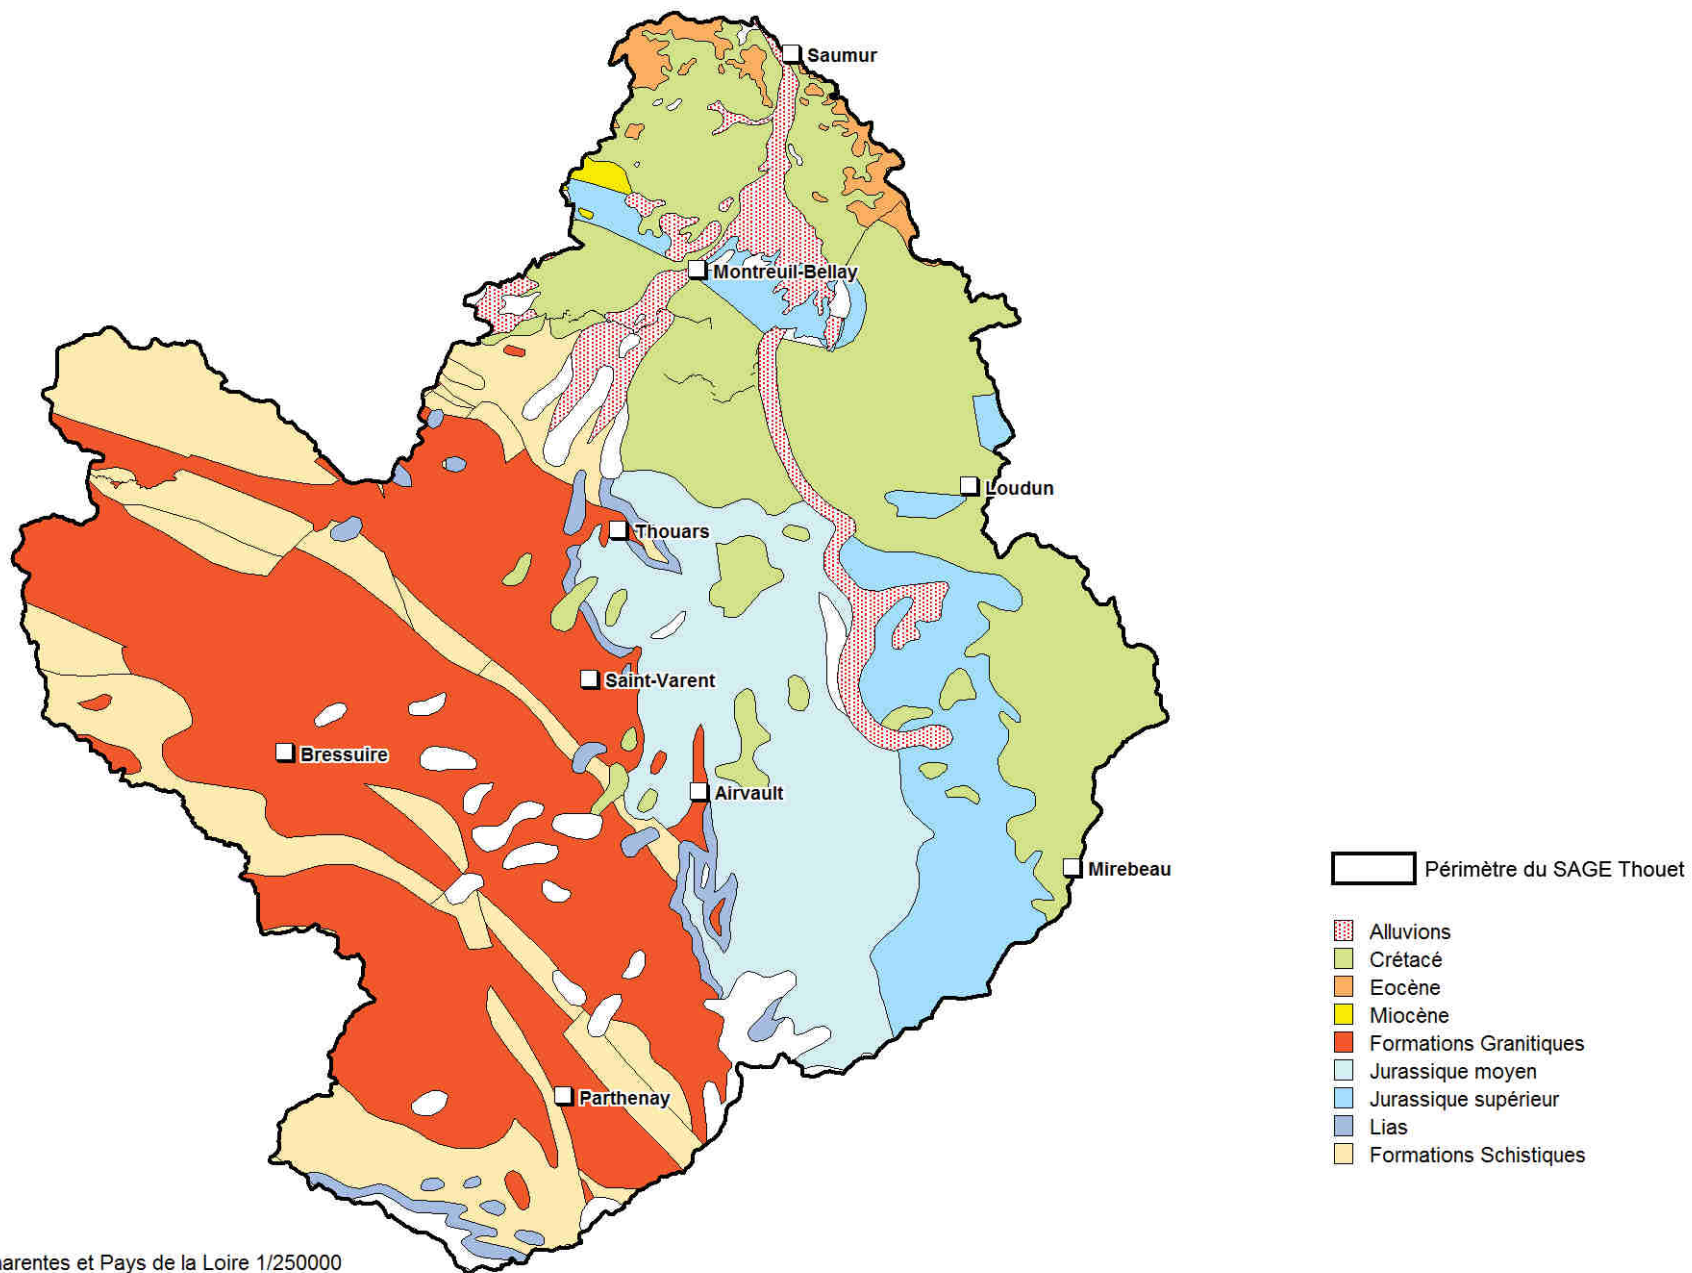 Saumur
Montreuil-Bellay
Loudun
Thouars
Saint-Varent
Bressuire
Airvault
Mirebeau
Parthenay
Périmètre du SAGE Thouet
Alluvions
Crétacé
Eocène
Miocène
Formations Granitiques
Jurassique moyen
Jurassique supérieur
Lias
Formations Schistiques
et Pays de la Loire 1/250000